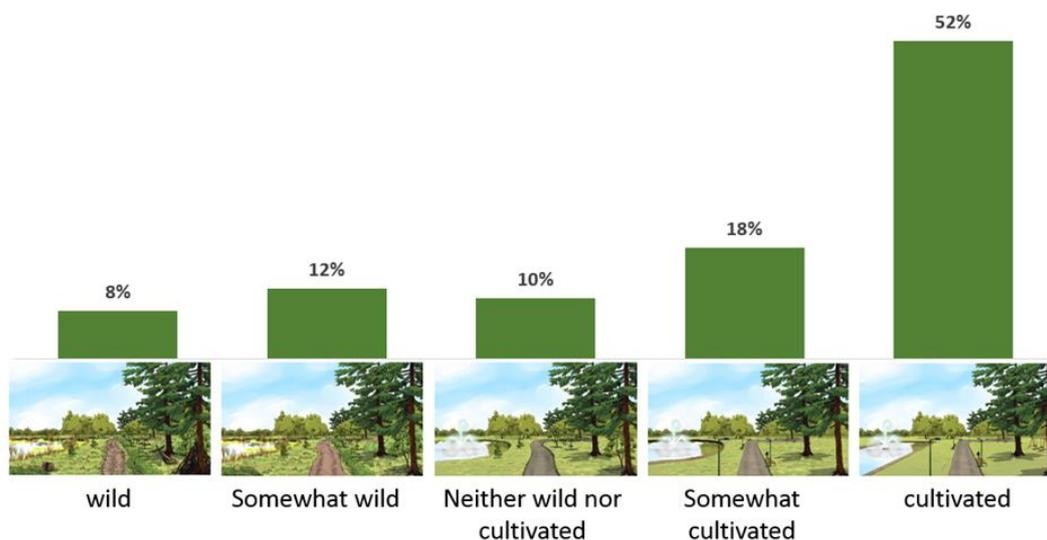 52%
18%
12%
10%
8%
wild
Somewhat wild
Neither wild nor
cultivated
Somewhat
cultivated
cultivated